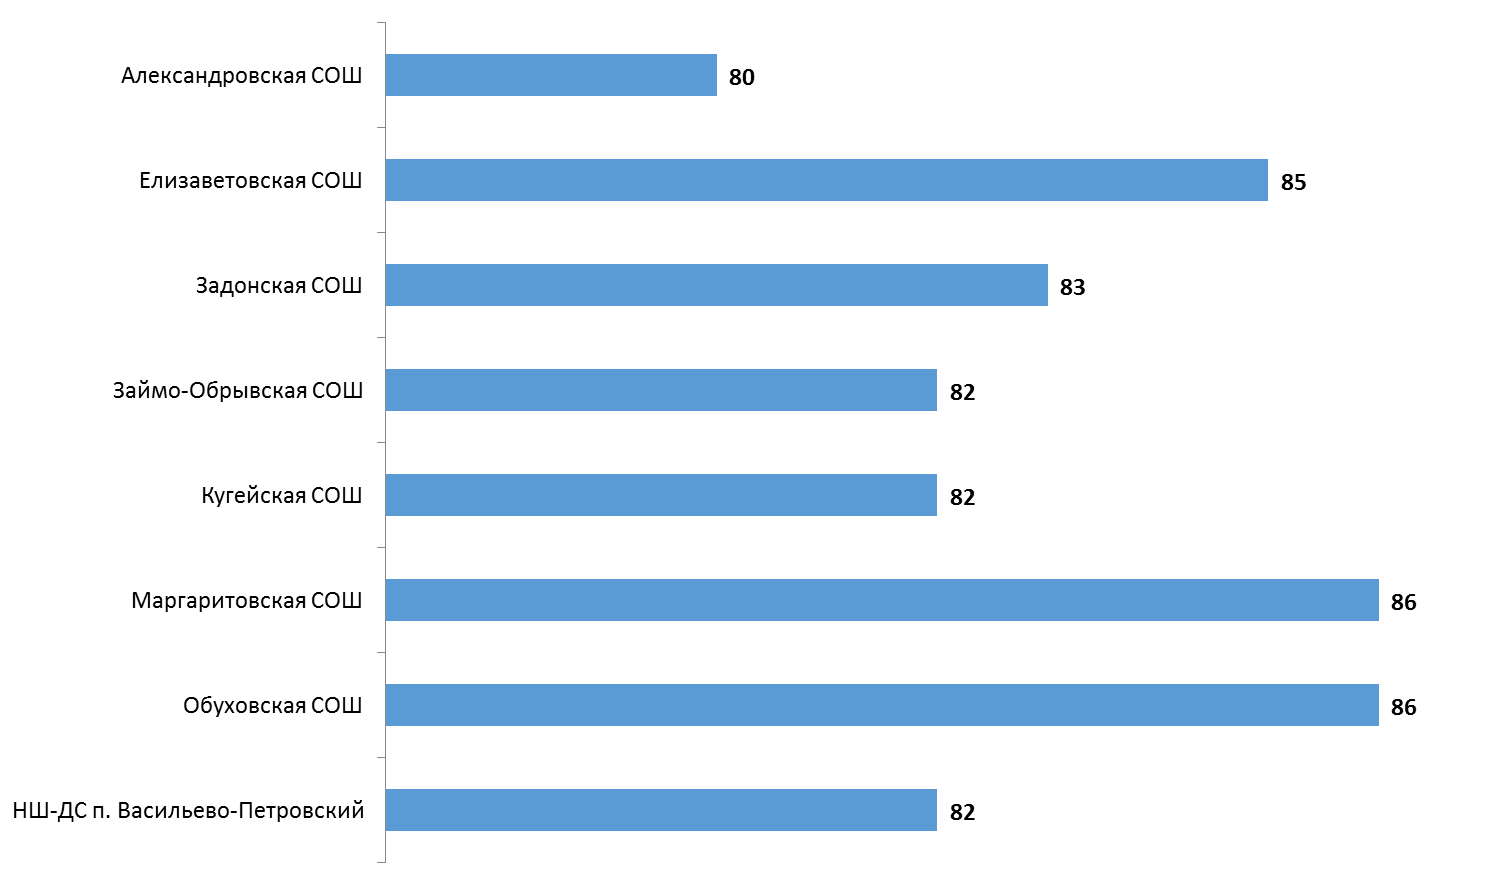 Александровская СОШ 80
Елизаветовская СОШ 85
Задонская СОШ 83
Займо-Обрывская СОШ 82
Кугейская СОШ 82
Маргаритовская СОШ 86
Обуховская СОШ 86
НШ-ДС п. Васильево-Петровский 82